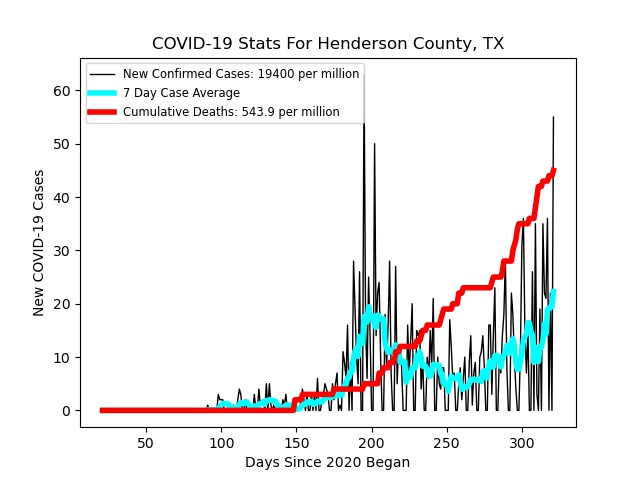 COVID-19 Stats For Henderson County, TX
New Confirmed Cases: 19400 per million
7 Day Case Average
Cumulative Deaths: 543.9 per million
New COVID-19 Cases
60
50
40
30
20
10
0
50 100 150 200 250 300
Days Since 2020 Began